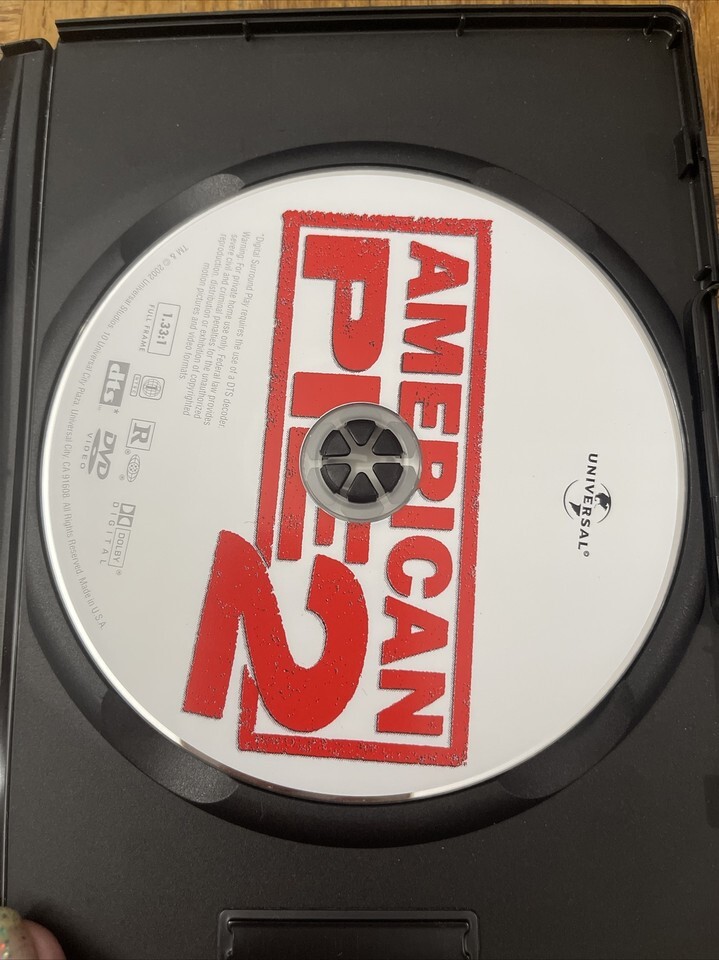 UNIVERSAL®
AMERICAN
PIE 2
*Digital Surround Play requires the use of a DTS decoder.
Warning: For private home use only. Federal law provides
severe civil and criminal penalties for the unauthorized
reproduction, distribution or exhibition of copyrighted
motion pictures and video formats.
1.33:1
FULL FRAME
dts
R
DVD
VIDEO
DOLBY
DIGITAL
TM & © 2002 Universal Studios. 10 Universal City Plaza, Universal City, CA 91608. All Rights Reserved. Made in U.S.A.